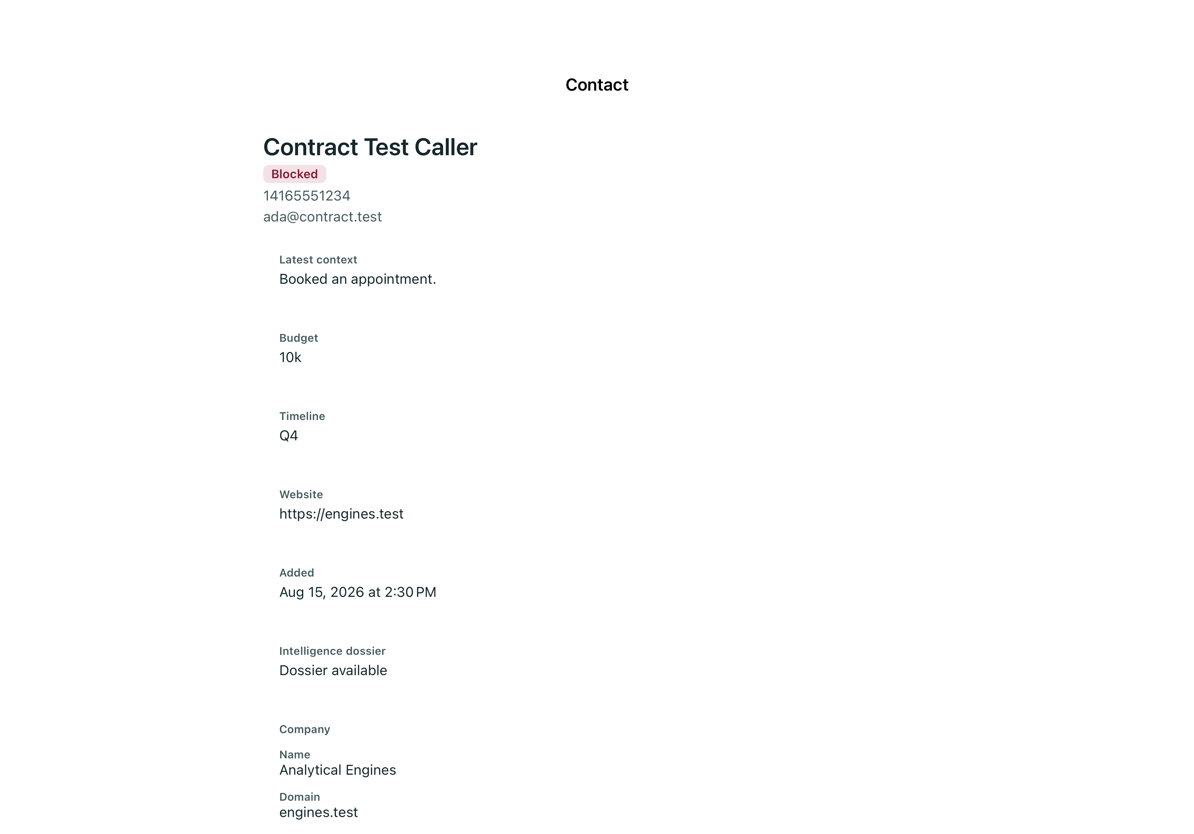 Contact
Contract Test Caller
Blocked
14165551234
ada@contract.test
Latest context
Booked an appointment.
Budget
10k
Timeline
Q4
Website
https://engines.test
Added
Aug 15, 2026 at 2:30 PM
Intelligence dossier
Dossier available
Company
Name
Analytical Engines
Domain
engines.test